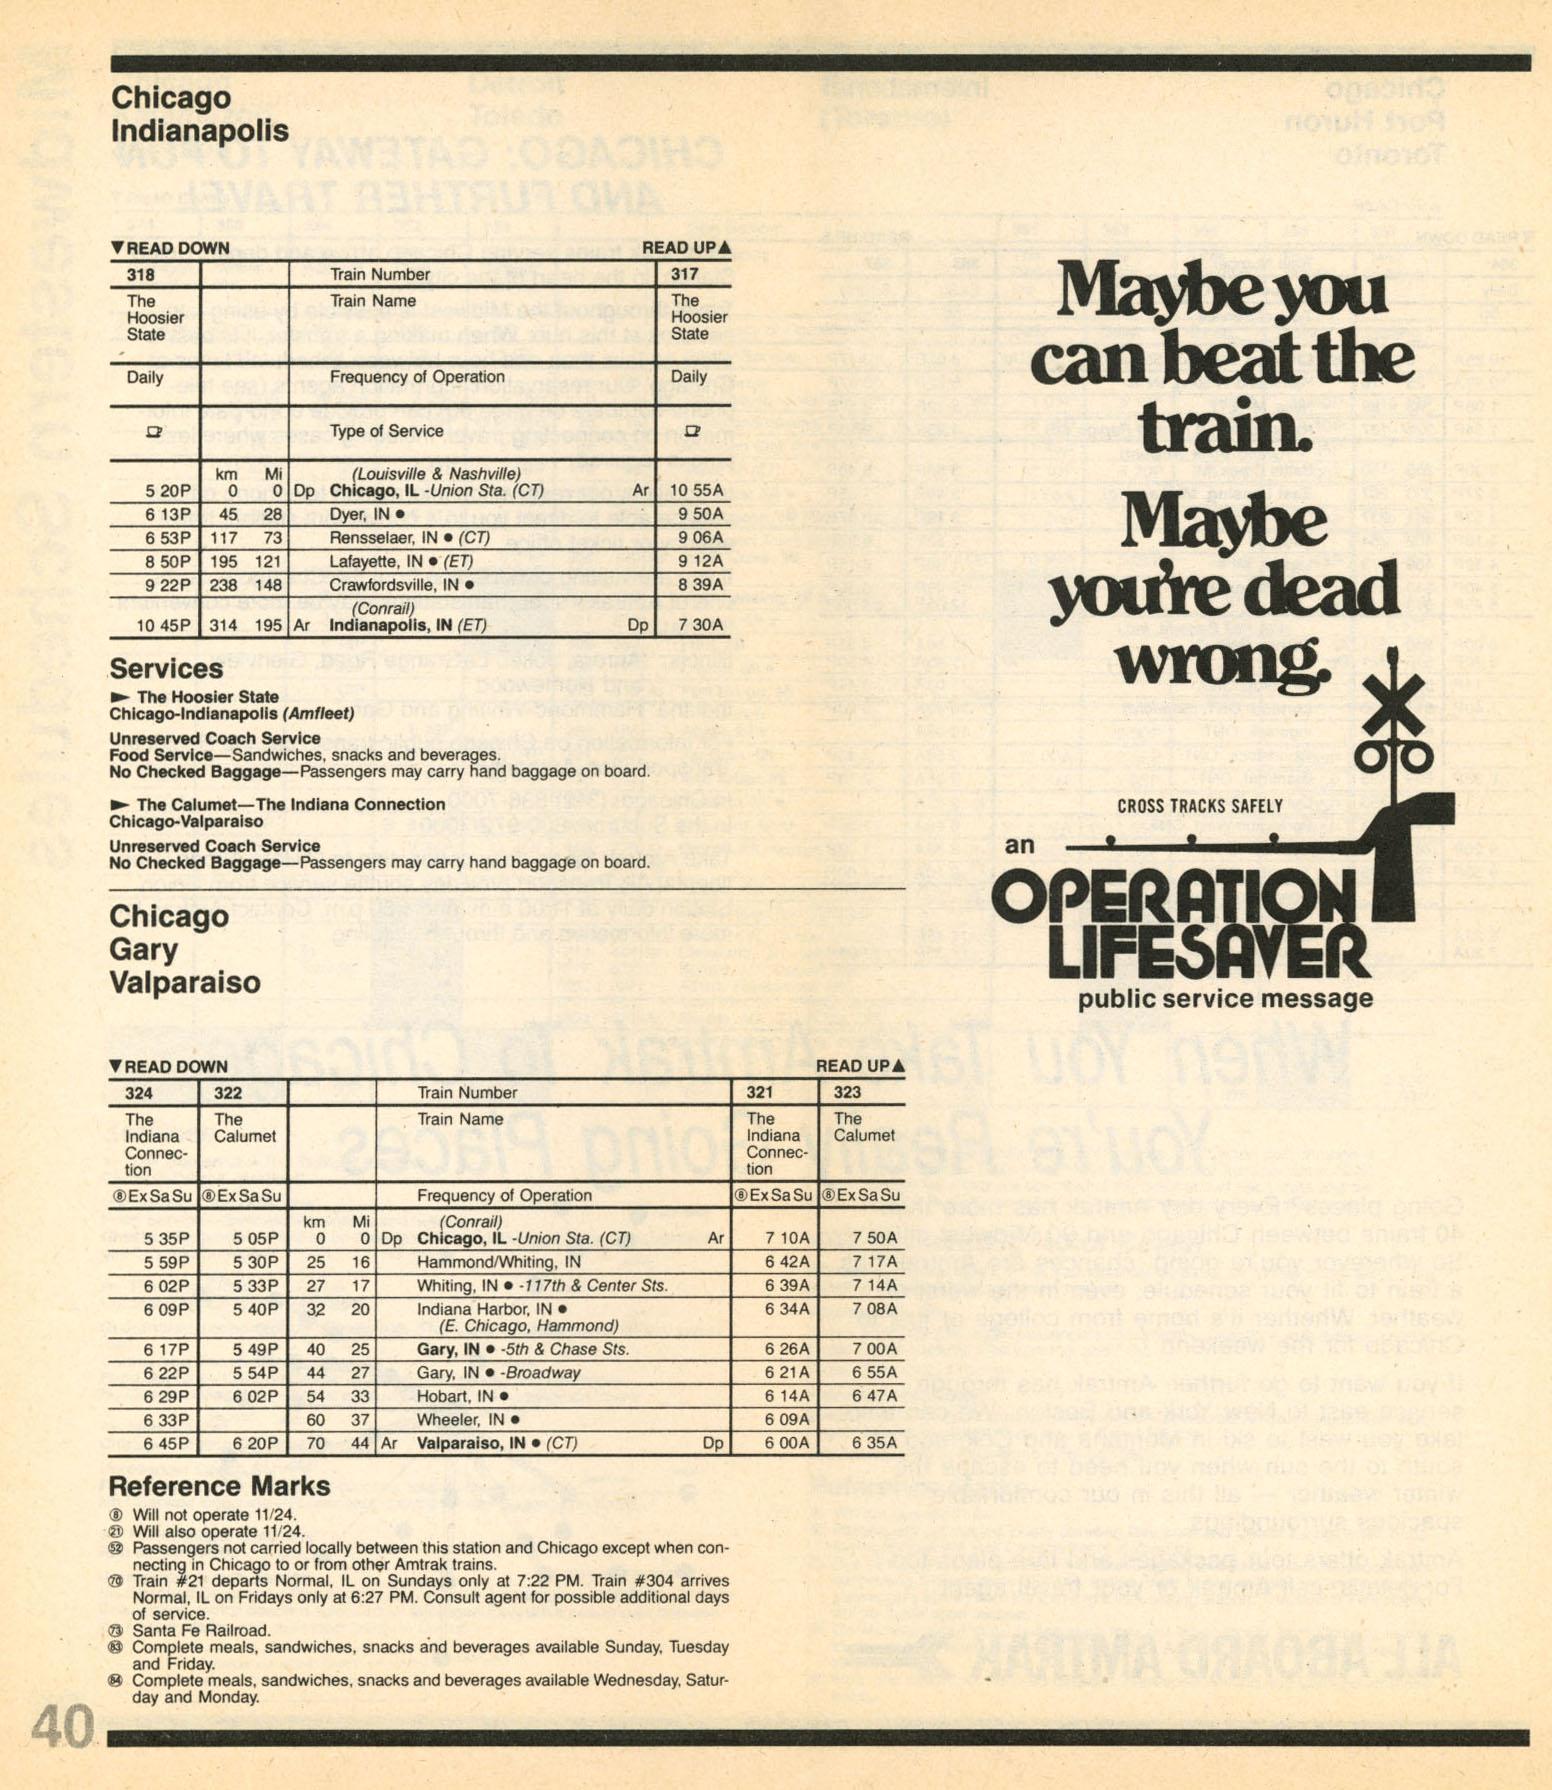 Chicago
Indianapolis
▼READ DOWN READ UP▲
318 Train Number 317
The Hoosier State Train Name The Hoosier State
Daily Frequency of Operation Daily
Type of Service
km Mi (Louisville & Nashville)
5 20P 0 0 Dp Chicago, IL -Union Sta. (CT) Ar 10 55A
6 13P 45 28 Dyer, IN ● 9 50A
6 53P 117 73 Rensselaer, IN ● (CT) 9 06A
8 50P 195 121 Lafayette, IN ● (ET) 9 12A
9 22P 238 148 Crawfordsville, IN ● 8 39A
(Conrail)
10 45P 314 195 Ar Indianapolis, IN (ET) Dp 7 30A
Services
► The Hoosier State
Chicago-Indianapolis (Amfleet)
Unreserved Coach Service
Food Service—Sandwiches, snacks and beverages.
No Checked Baggage—Passengers may carry hand baggage on board.
► The Calumet—The Indiana Connection
Chicago-Valparaiso
Unreserved Coach Service
No Checked Baggage—Passengers may carry hand baggage on board.
Chicago
Gary
Valparaiso
▼READ DOWN READ UP▲
324 322 Train Number 321 323
The Indiana Connec-tion The Calumet Train Name The Indiana Connec-tion The Calumet
⑧ExSaSu ⑧ExSaSu Frequency of Operation ⑧ExSaSu ⑧ExSaSu
km Mi (Conrail)
5 35P 5 05P 0 0 Dp Chicago, IL -Union Sta. (CT) Ar 7 10A 7 50A
5 59P 5 30P 25 16 Hammond/Whiting, IN 6 42A 7 17A
6 02P 5 33P 27 17 Whiting, IN ● -117th & Center Sts. 6 39A 7 14A
6 09P 5 40P 32 20 Indiana Harbor, IN ● 6 34A 7 08A
(E. Chicago, Hammond)
6 17P 5 49P 40 25 Gary, IN ● -5th & Chase Sts. 6 26A 7 00A
6 22P 5 54P 44 27 Gary, IN ● -Broadway 6 21A 6 55A
6 29P 6 02P 54 33 Hobart, IN ● 6 14A 6 47A
6 33P 60 37 Wheeler, IN ● 6 09A
6 45P 6 20P 70 44 Ar Valparaiso, IN ● (CT) Dp 6 00A 6 35A
Reference Marks
⑧ Will not operate 11/24.
㉑ Will also operate 11/24.
52 Passengers not carried locally between this station and Chicago except when con-
necting in Chicago to or from other Amtrak trains.
70 Train #21 departs Normal, IL on Sundays only at 7:22 PM. Train #304 arrives
Normal, IL on Fridays only at 6:27 PM. Consult agent for possible additional days
of service.
73 Santa Fe Railroad.
83 Complete meals, sandwiches, snacks and beverages available Sunday, Tuesday
and Friday.
84 Complete meals, sandwiches, snacks and beverages available Wednesday, Satur-
day and Monday.
40
Maybe you
can beat the
train.
Maybe
you're dead
wrong.
CROSS TRACKS SAFELY
an
OPERATION
LIFESAVER
public service message